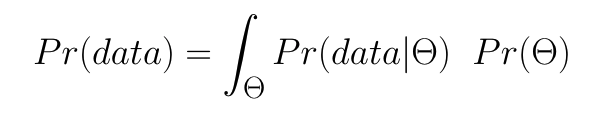 Pr(data) = ∫_Θ Pr(data|Θ) Pr(Θ)